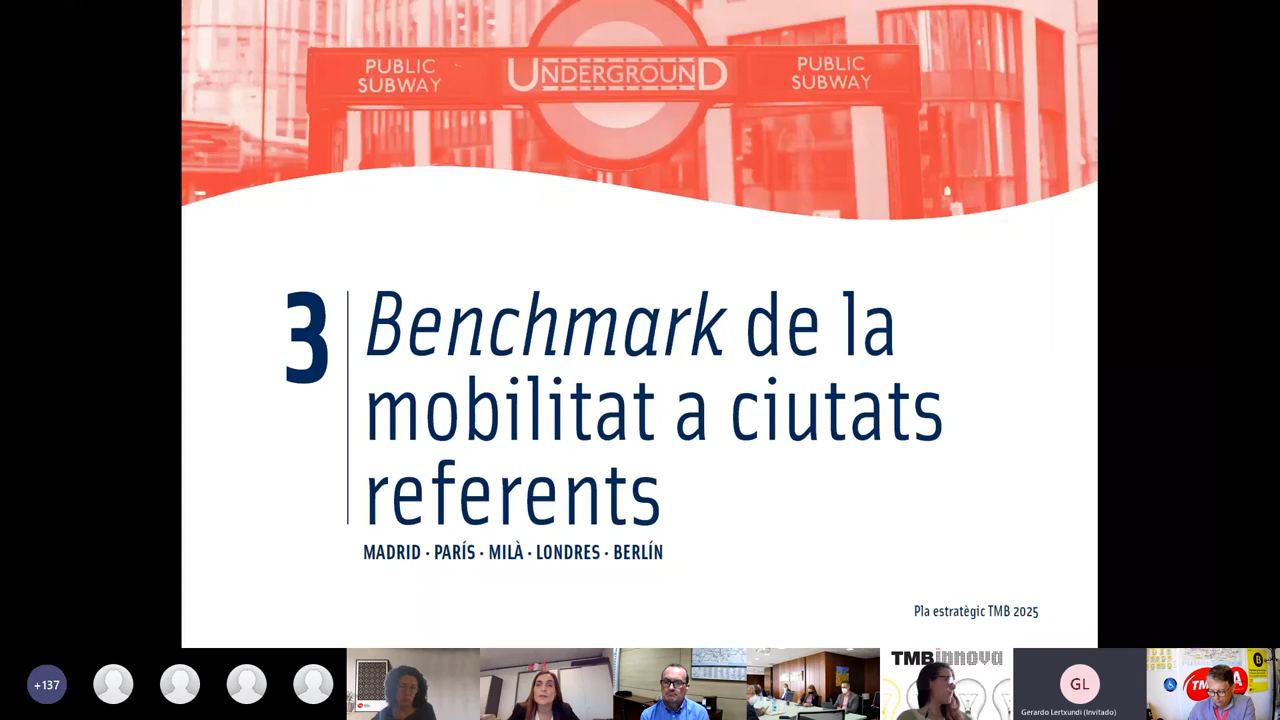 PUBLIC
SUBWAY
UNDERGROUND
PUBLIC
SUBWAY
3
Benchmark de la
mobilitat a ciutats
referents
MADRID · PARÍS · MILÀ · LONDRES · BERLÍN
Pla estratègic TMB 2025
+137
TMBinnova
GL
Gerardo Lertxundi (Invitado)